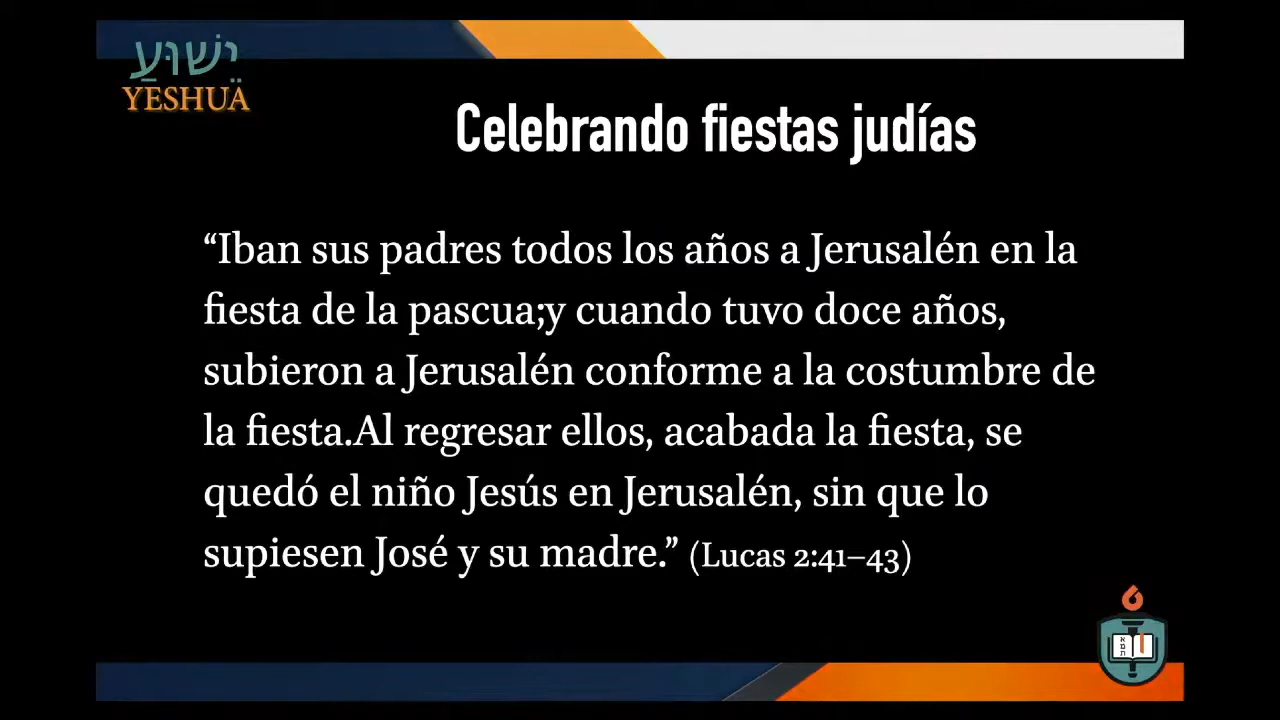 יֵשׁוּעַ
YESHUA
Celebrando fiestas judías
“Iban sus padres todos los años a Jerusalén en la
fiesta de la pascua;y cuando tuvo doce años,
subieron a Jerusalén conforme a la costumbre de
la fiesta.Al regresar ellos, acabada la fiesta, se
quedó el niño Jesús en Jerusalén, sin que lo
supiesen José y su madre.” (Lucas 2:41–43)
א
מ
ת